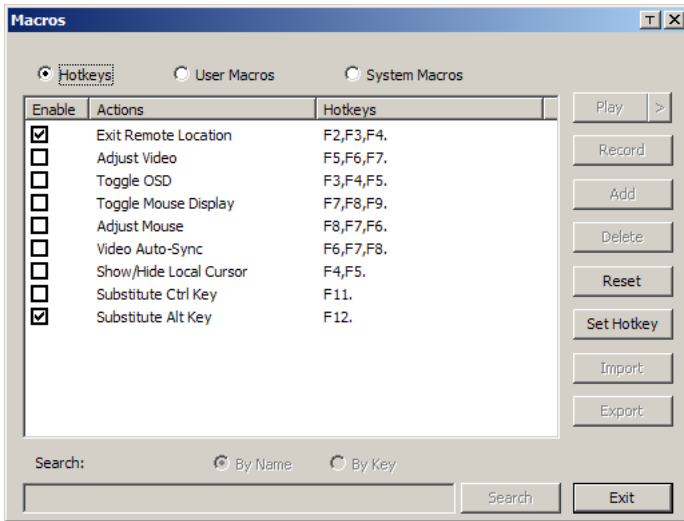 Macros
Hotkeys User Macros System Macros
Enable Actions Hotkeys
Exit Remote Location F2,F3,F4.
Adjust Video F5,F6,F7.
Toggle OSD F3,F4,F5.
Toggle Mouse Display F7,F8,F9.
Adjust Mouse F8,F7,F6.
Video Auto-Sync F6,F7,F8.
Show/Hide Local Cursor F4,F5.
Substitute Ctrl Key F11.
Substitute Alt Key F12.
Play >
Record
Add
Delete
Reset
Set Hotkey
Import
Export
Search: By Name By Key
Search Exit